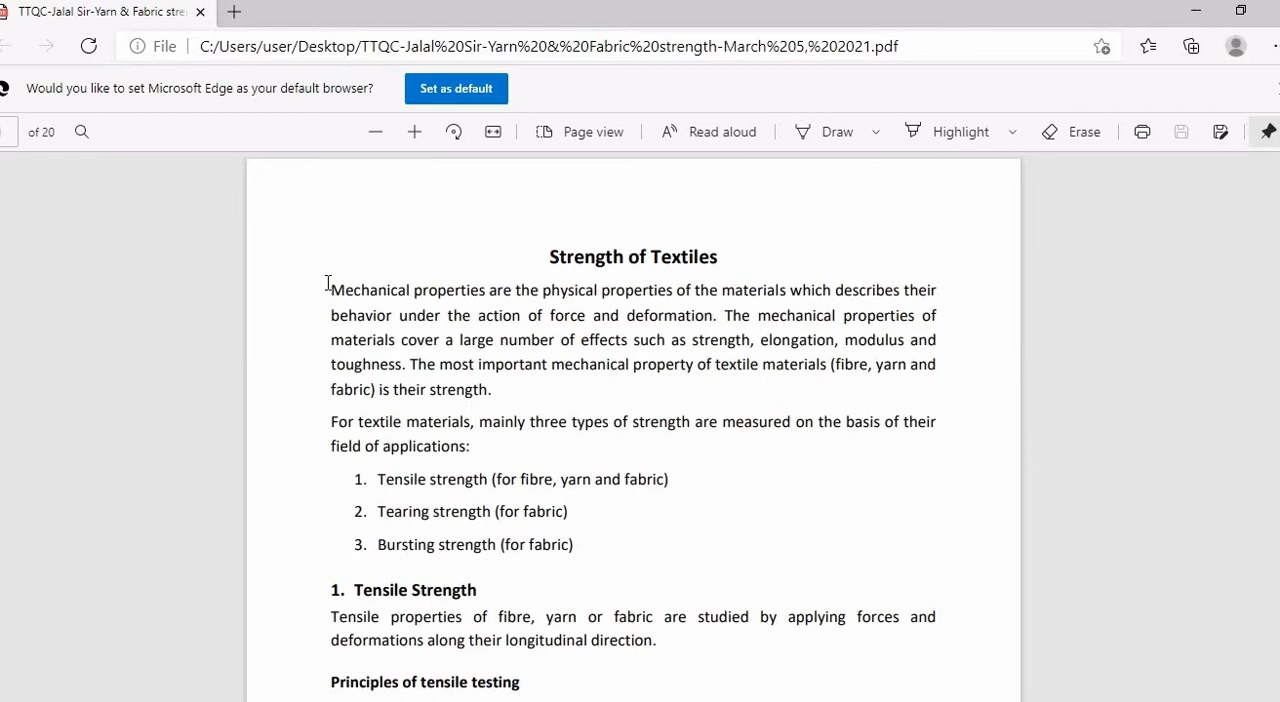 TTQC-Jalal Sir-Yarn & Fabric stre
File
C:/Users/user/Desktop/TTQC-Jalal%20Sir-Yarn%20&%20Fabric%20strength-March%205,%202021.pdf
Would you like to set Microsoft Edge as your default browser?
Set as default
of 20
Page view
Read aloud
Draw
Highlight
Erase
Strength of Textiles
Mechanical properties are the physical properties of the materials which describes their
behavior under the action of force and deformation. The mechanical properties of
materials cover a large number of effects such as strength, elongation, modulus and
toughness. The most important mechanical property of textile materials (fibre, yarn and
fabric) is their strength.
For textile materials, mainly three types of strength are measured on the basis of their
field of applications:
1. Tensile strength (for fibre, yarn and fabric)
2. Tearing strength (for fabric)
3. Bursting strength (for fabric)
1. Tensile Strength
Tensile properties of fibre, yarn or fabric are studied by applying forces and
deformations along their longitudinal direction.
Principles of tensile testing